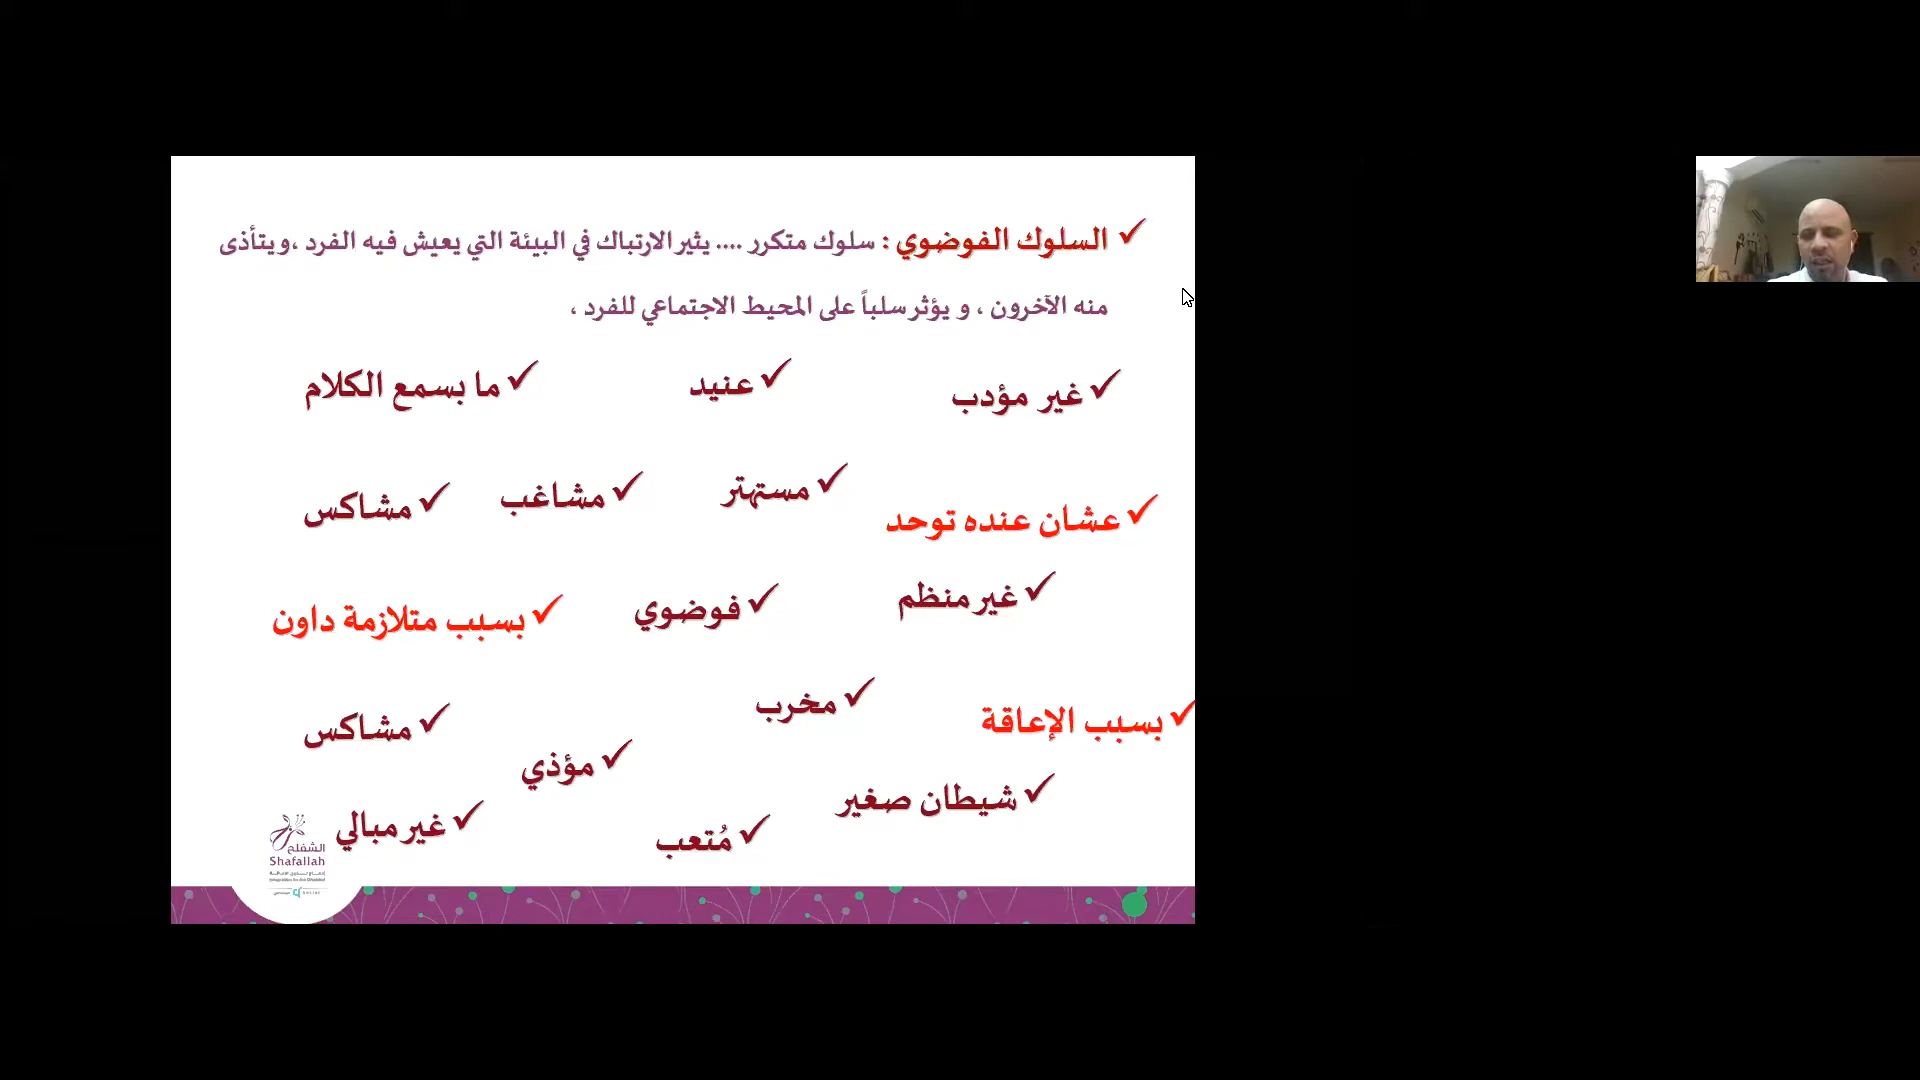 ✓ السلوك الفوضوي : سلوك متكرر .... يثير الارتباك في البيئة التي يعيش فيه الفرد ،ويتأذى
منه الآخرون ، و يؤثر سلباً على المحيط الاجتماعي للفرد ،
✓ غير مؤدب ✓ عنيد ✓ ما بسمع الكلام
✓ عشان عنده توحد ✓ مستهتر ✓ مشاغب ✓ مشاكس
✓ غير منظم ✓ فوضوي ✓ بسبب متلازمة داون
✓ بسبب الإعاقة ✓ مخرب ✓ مشاكس
✓ شيطان صغير ✓ مؤذي
✓ مُتعب ✓ غير مبالي
الشفلح
Shafallah